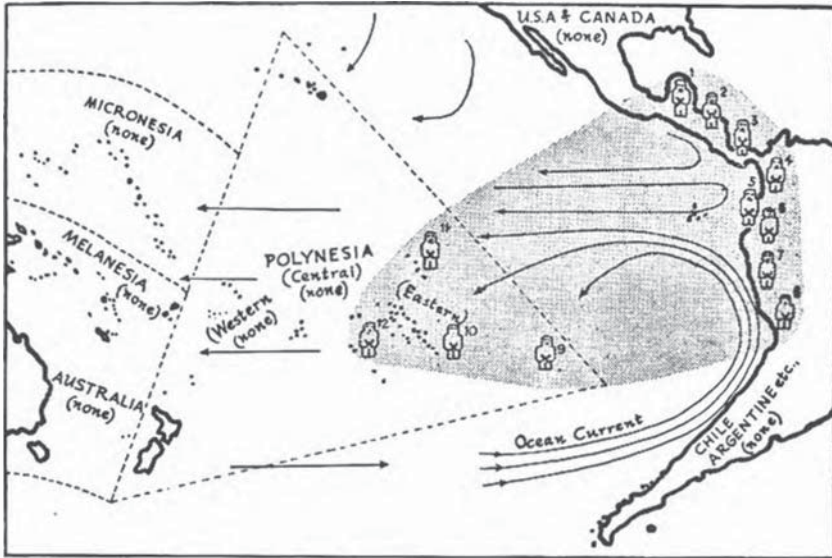 U.S.A & CANADA
(none)
MICRONESIA
(none)
MELANESIA
(none)
POLYNESIA
(Central)
(none)
(Western
none)
(Eastern)
AUSTRALIA
(none)
Ocean Current
CHILE
ARGENTINE etc.,
(none)
1
2
3
4
5
6
7
8
9
10
11
12